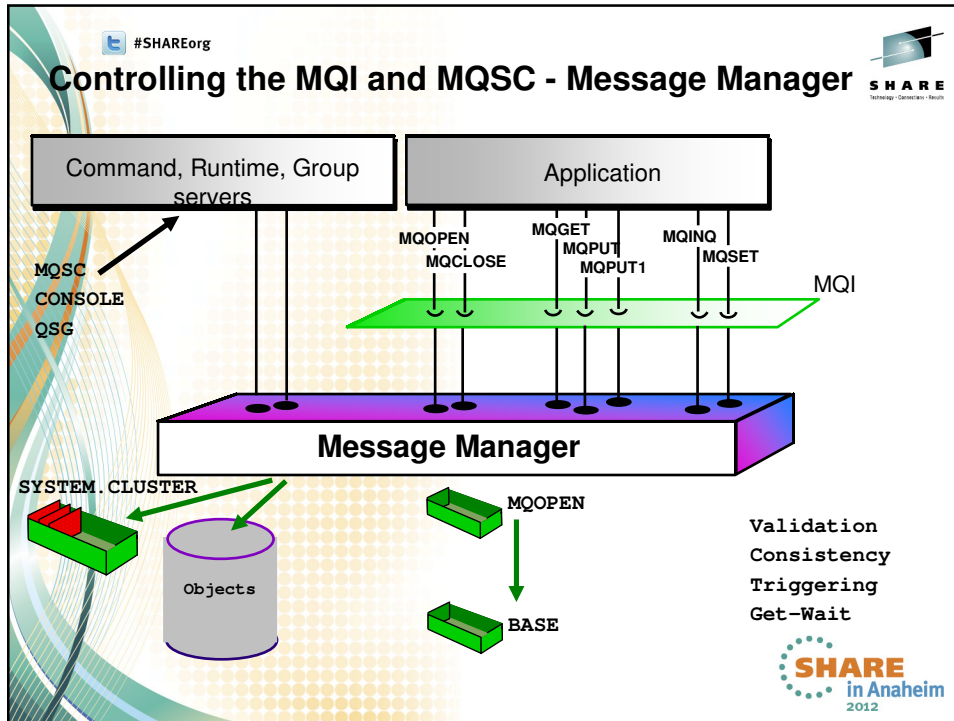 #SHAREorg
Controlling the MQI and MQSC - Message Manager
SHARE
Technology - Connections - Results
Command, Runtime, Group
servers
Application
MQOPEN
MQCLOSE
MQGET
MQPUT
MQPUT1
MQINQ
MQSET
MQI
MQSC
CONSOLE
QSG
Message Manager
SYSTEM.CLUSTER
Objects
MQOPEN
BASE
Validation
Consistency
Triggering
Get-Wait
SHARE
in Anaheim
2012